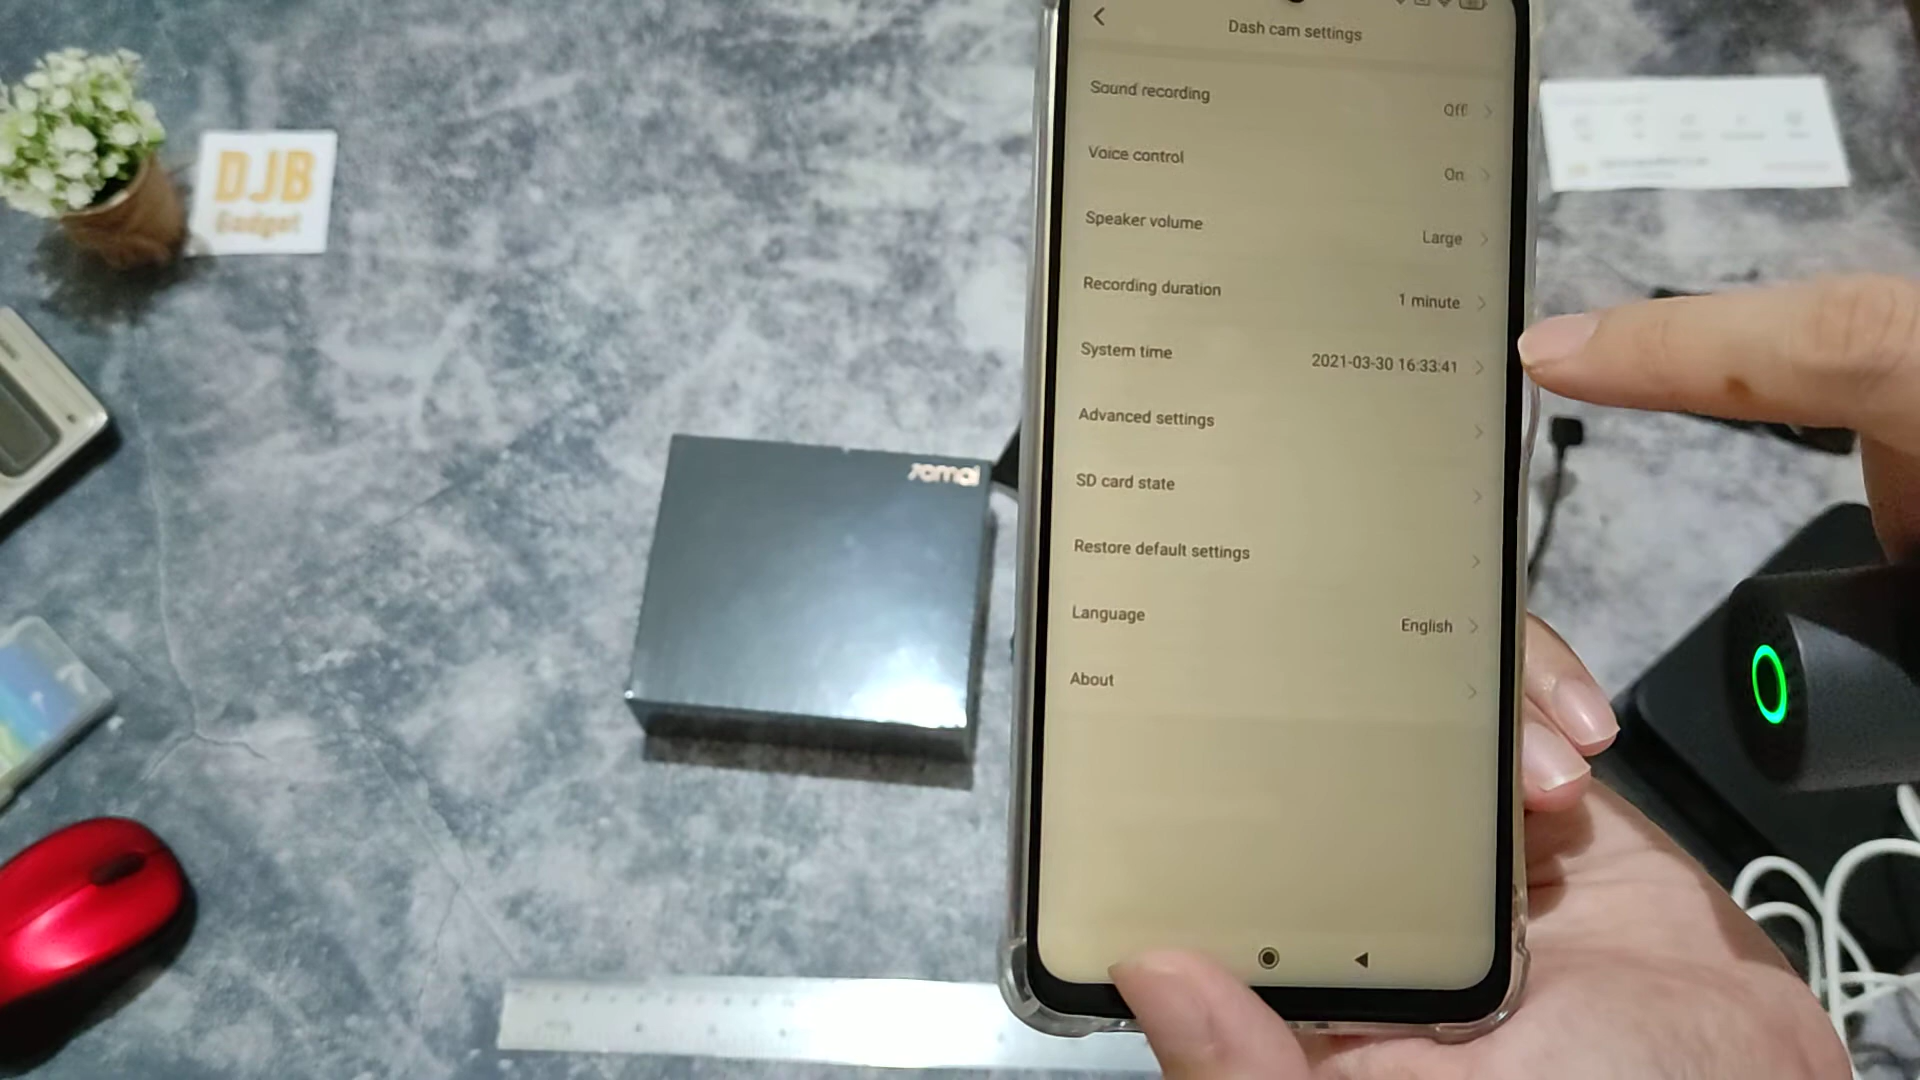 Dash cam settings
Sound recording Off
Voice control On
Speaker volume Large
Recording duration 1 minute
System time 2021-03-30 16:33:41
Advanced settings
SD card state
Restore default settings
Language English
About
DJB
Gadget
70mai